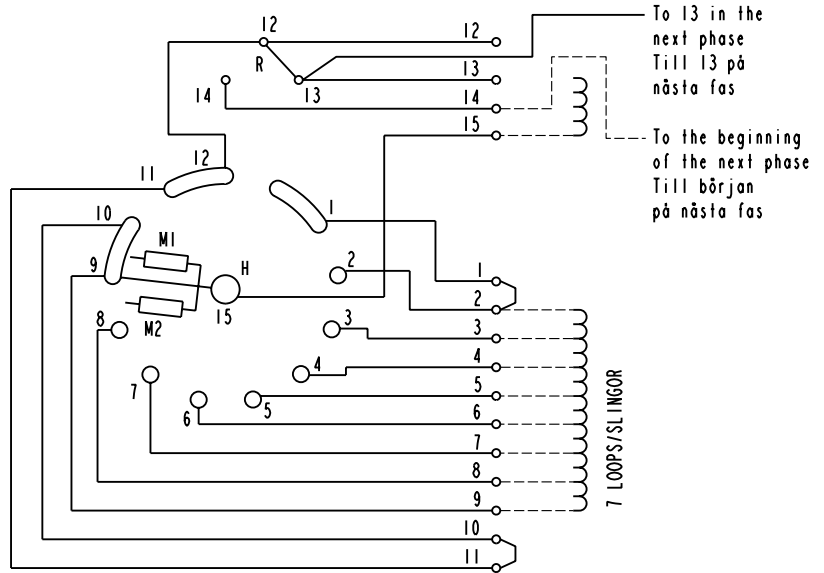 To 13 in the
next phase
Till 13 på
nåsta fas
12
12
R
13
14
13
14
15
To the beginning
of the next phase
Till början
på nåsta fas
12
11
1
10
M1
2
1
9
H
2
15
3
8
M2
3
4
4
7
5
6
5
6
7
8
9
10
11
7 LOOPS/SLINGOR